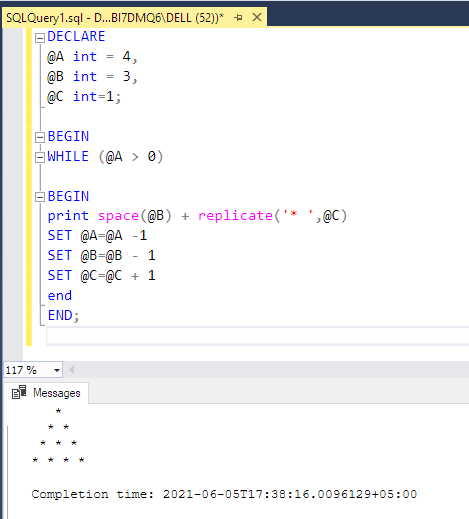 SQLQuery1.sql - D...BI7DMQ6\DELL (52))*
DECLARE
@A int = 4,
@B int = 3,
@C int=1;
BEGIN
WHILE (@A > 0)
BEGIN
print space(@B) + replicate('* ',@C)
SET @A=@A -1
SET @B=@B - 1
SET @C=@C + 1
end
END;
117 %
Messages
*
* *
* * *
* * * *
Completion time: 2021-06-05T17:38:16.0096129+05:00